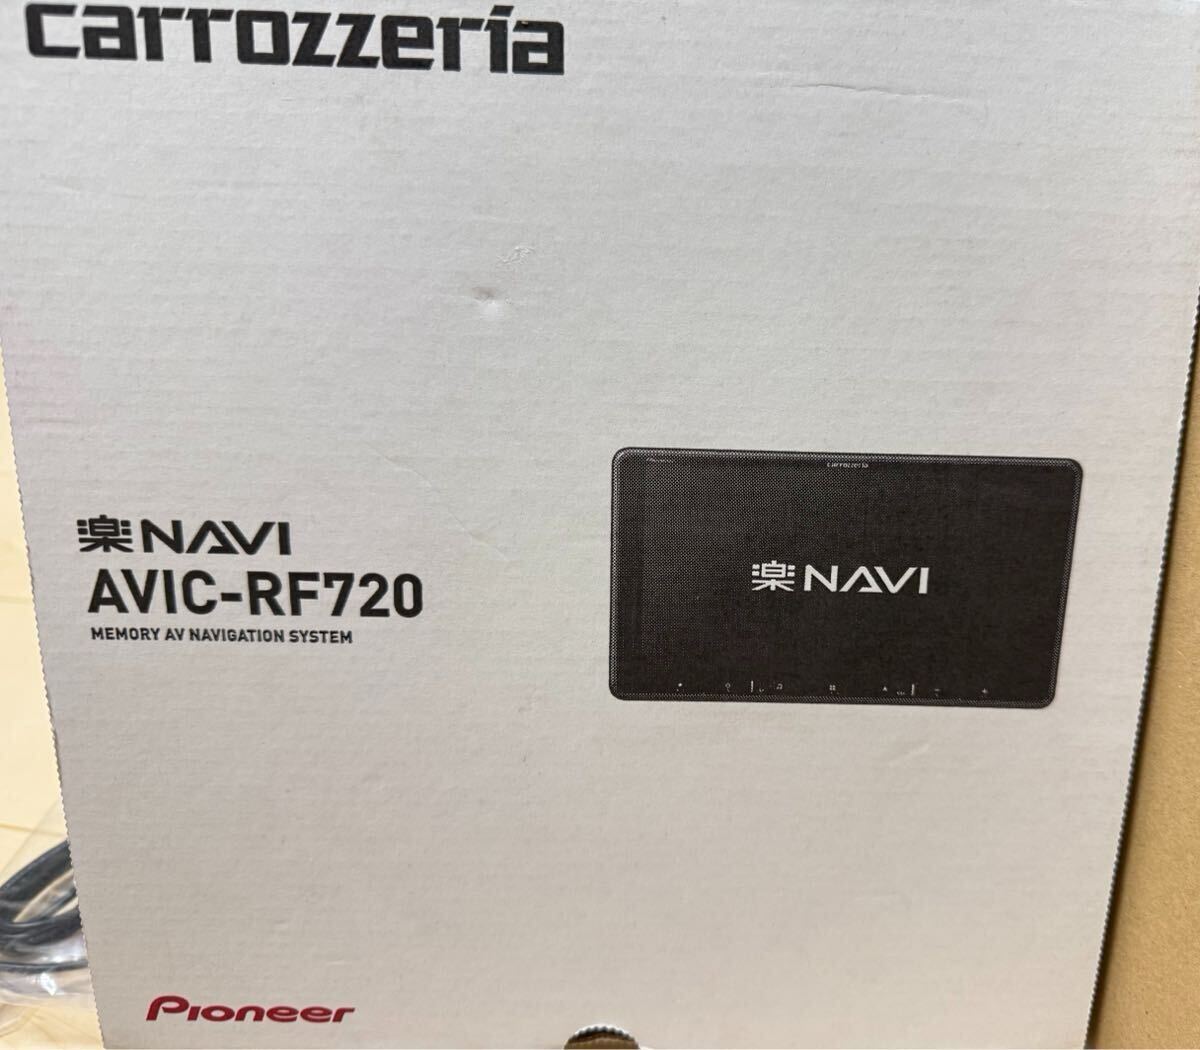 carrozzeria
carrozzeria
楽NAVI
楽NAVI
AVIC-RF720
MEMORY AV NAVIGATION SYSTEM
Pioneer